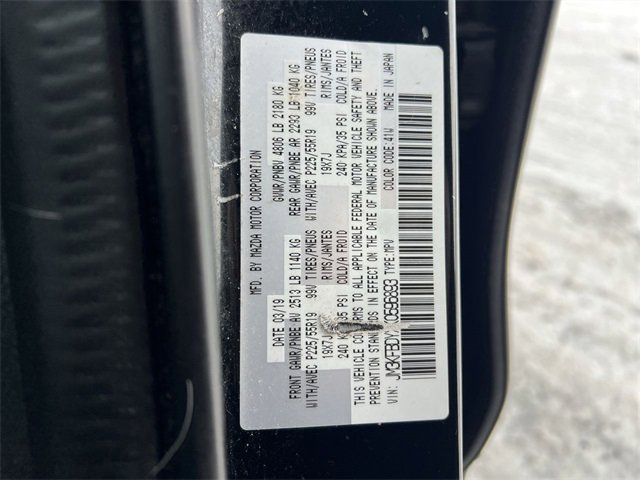 MFD. BY MAZDA MOTOR CORPORATION
DATE 03/19 GVWR/PNBV 4806 LB 2180 KG
FRONT GAWR/PNBE AV 2513 LB 1140 KG REAR GAWR/PNBE AR 2293 LB 1040 KG
WITH/AVEC P225/55R19 99V TIRES/PNEUS WITH/AVEC P225/55R19 99V TIRES/PNEUS
19X7J RIMS/JANTES 19X7J RIMS/JANTES
240 KPA/35 PSI COLD/A FROID 240 KPA/35 PSI COLD/A FROID
THIS VEHICLE CONFORMS TO ALL APPLICABLE FEDERAL MOTOR VEHICLE SAFETY AND THEFT
PREVENTION STANDARDS IN EFFECT ON THE DATE OF MANUFACTURE SHOWN ABOVE.
VIN: TYPE:MPV COLOR CODE:41W MADE IN JAPAN